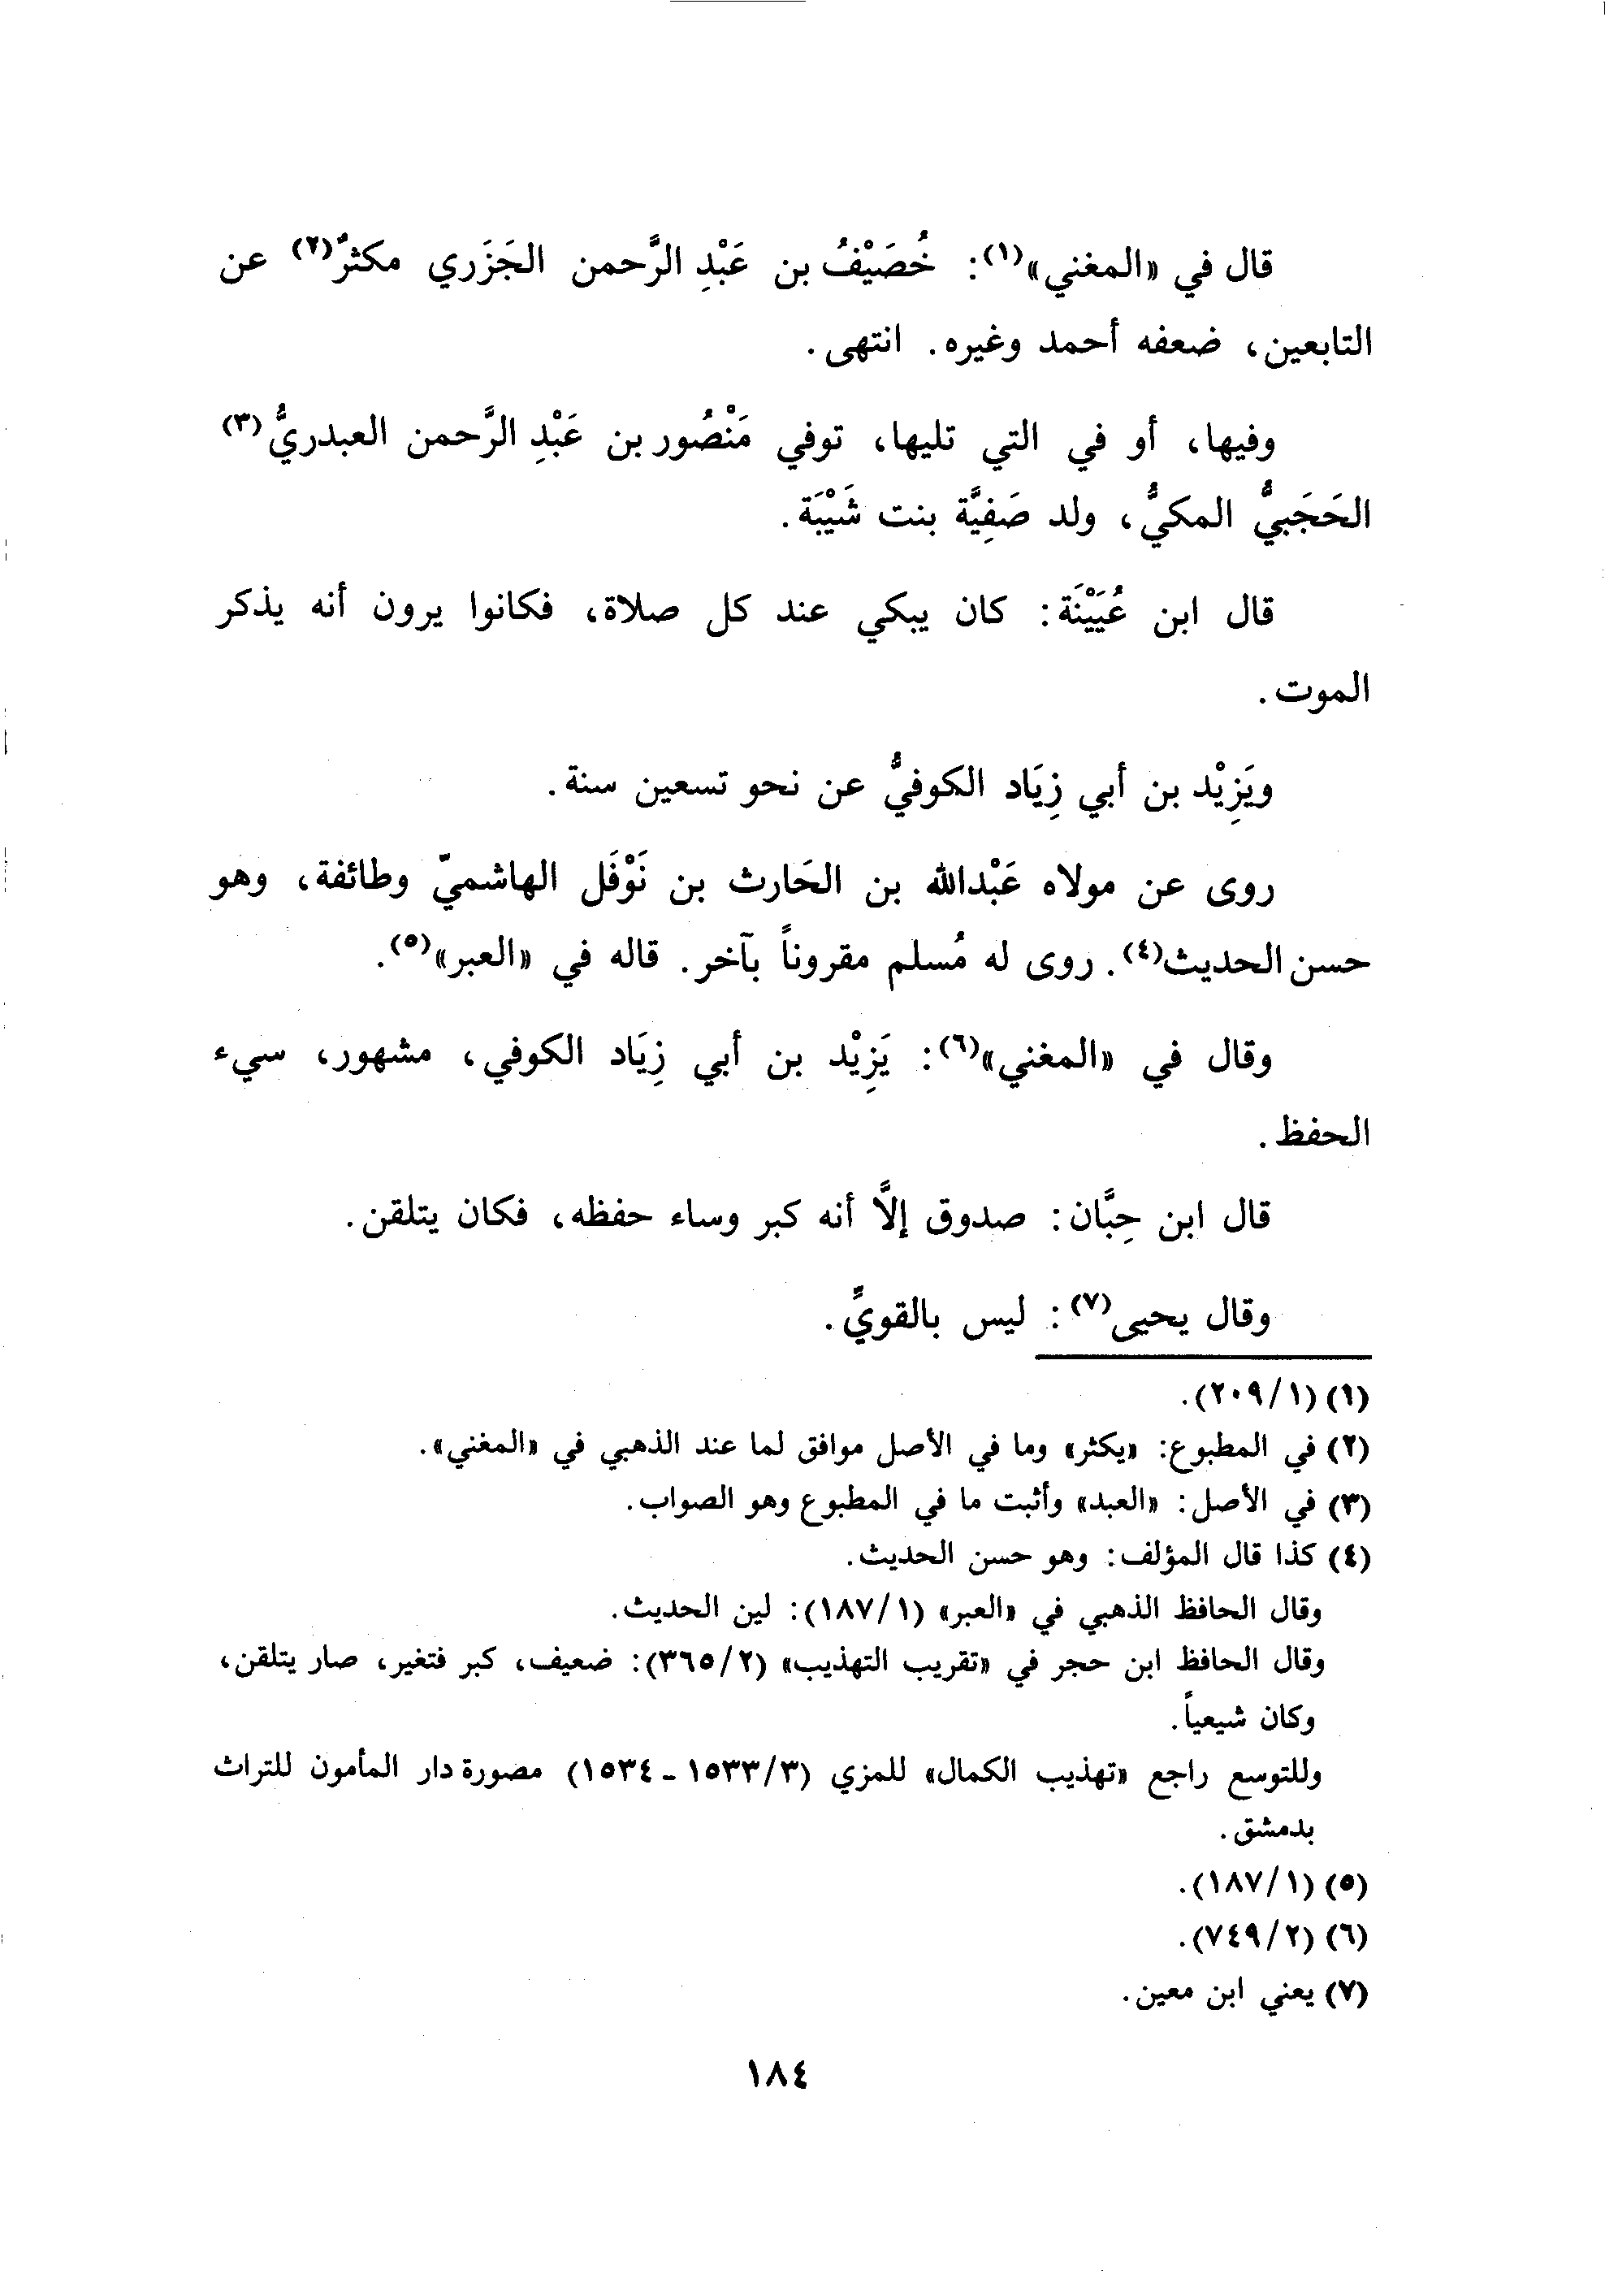 قال في «المغني»(١): خُصَيْفُ بن عَبْدِ الرَّحمن الجَزَري مكثرٌ(٢) عن
التابعين، ضعفه أحمد وغيره. انتهى.
وفيها، أو في التي تليها، توفي مَنْصُور بن عَبْدِ الرَّحمن العبدريُّ(٣)
الحَجَبيُّ المكيُّ، ولد صَفِيَّة بنت شَيْبَة.
قال ابن عُيَيْنَة: كان يبكي عند كل صلاة، فكانوا يرون أنه يذكر
الموت.
ويَزِيْد بن أبي زِيَاد الكوفيُّ عن نحو تسعين سنة.
روى عن مولاه عَبْدالله بن الحَارث بن نَوْفَل الهاشميّ وطائفة، وهو
حسن الحديث(٤). روى له مُسلم مقروناً بآخر. قاله في «العبر»(٥).
وقال في «المغني»(٦): يَزِيْد بن أبي زِيَاد الكوفي، مشهور، سيء
الحفظ.
قال ابن حِبَّان: صدوق إلاَّ أنه كبر وساء حفظه، فكان يتلقن.
وقال يحيى(٧): ليس بالقويِّ.
(١) (٢٠٩/١).
(٢) في المطبوع: «يكثر» وما في الأصل موافق لما عند الذهبي في «المغني».
(٣) في الأصل: «العبد» وأثبت ما في المطبوع وهو الصواب.
(٤) كذا قال المؤلف: وهو حسن الحديث.
وقال الحافظ الذهبي في «العبر» (١٨٧/١): لين الحديث.
وقال الحافظ ابن حجر في «تقريب التهذيب» (٣٦٥/٢): ضعيف، كبر فتغير، صار يتلقن،
وكان شيعياً.
وللتوسع راجع «تهذيب الكمال» للمزي (١٥٣٣/٣ - ١٥٣٤) مصورة دار المأمون للتراث
بدمشق.
(٥) (١٨٧/١).
(٦) (٧٤٩/٢).
(٧) يعني ابن معين.
١٨٤